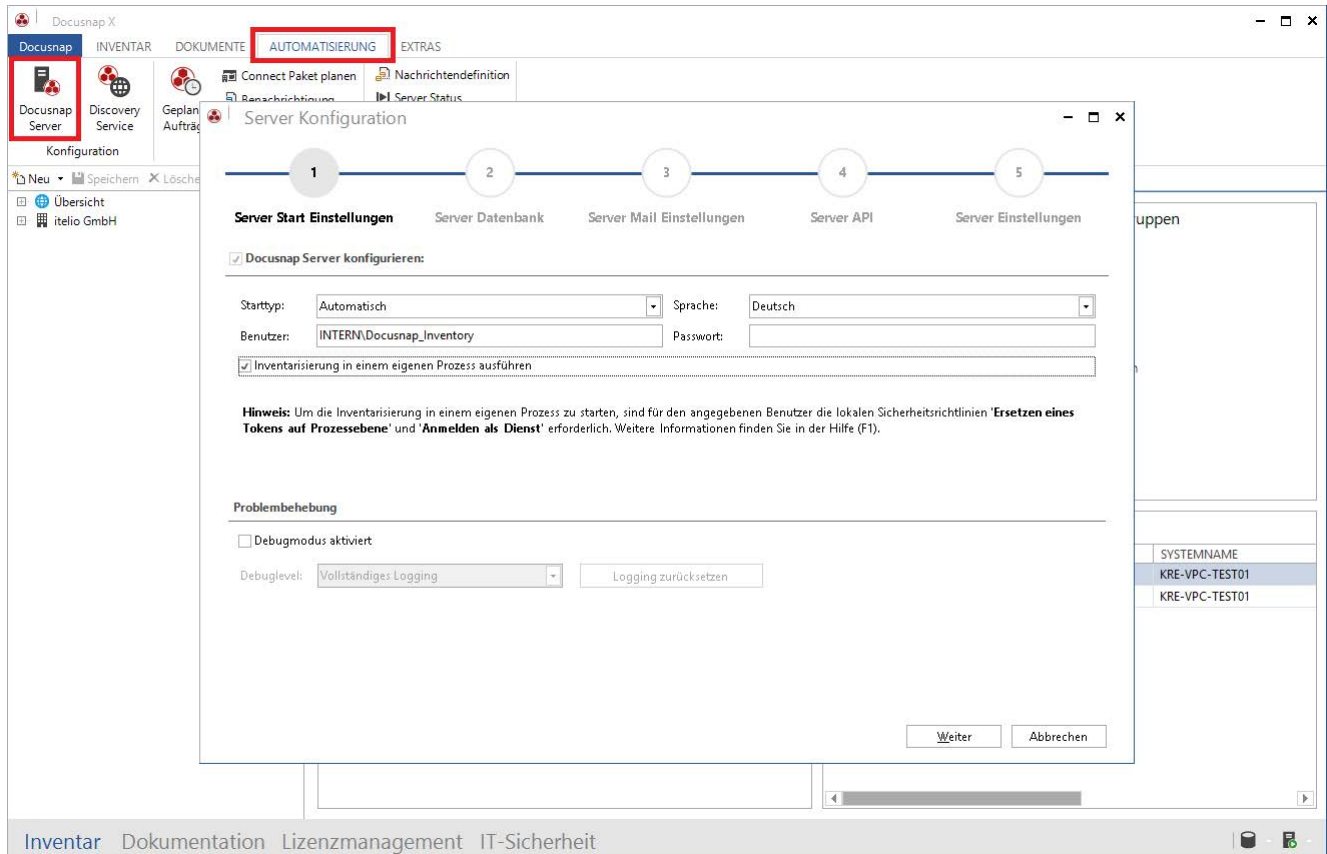 Docusnap X
Docusnap INVENTAR DOKUMENTE AUTOMATISIERUNG EXTRAS
Docusnap Server
Discovery Service
Connect Paket planen
Benachrichtigung
Nachrichtendefinition
Server Status
Konfiguration
Neu Speichern
Übersicht
itelio GmbH
Server Konfiguration
1 2 3 4 5
Server Start Einstellungen Server Datenbank Server Mail Einstellungen Server API Server Einstellungen
Docusnap Server konfigurieren:
Starttyp: Automatisch Sprache: Deutsch
Benutzer: INTERN\Docusnap_Inventory Passwort:
Inventarisierung in einem eigenen Prozess ausführen
Hinweis: Um die Inventarisierung in einem eigenen Prozess zu starten, sind für den angegebenen Benutzer die lokalen Sicherheitsrichtlinien 'Ersetzen eines
Tokens auf Prozessebene' und 'Anmelden als Dienst' erforderlich. Weitere Informationen finden Sie in der Hilfe (F1).
Problembehebung
Debugmodus aktiviert
Debuglevel: Vollständiges Logging Logging zurücksetzen
SYSTEMNAME
KRE-VPC-TEST01
KRE-VPC-TEST01
Weiter Abbrechen
Inventar Dokumentation Lizenzmanagement IT-Sicherheit